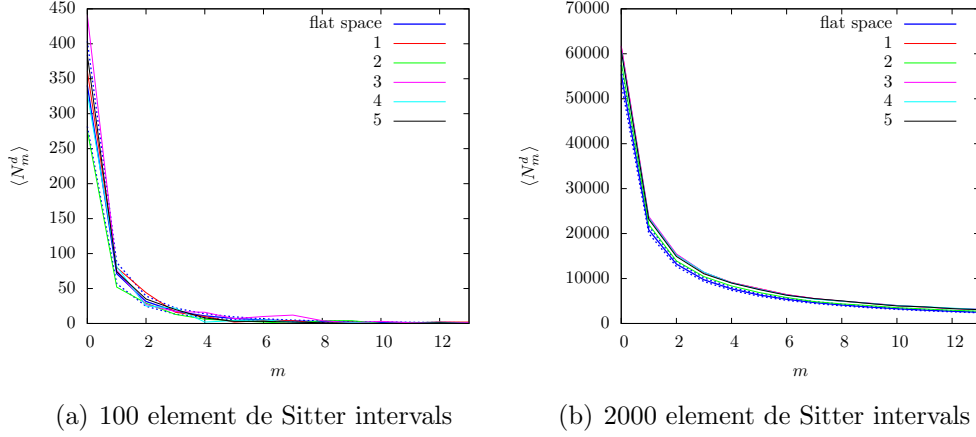 450
400
350
300
250
200
150
100
50
0
⟨N_m^d⟩
0 2 4 6 8 10 12
m
flat space
1
2
3
4
5
(a) 100 element de Sitter intervals
70000
60000
50000
40000
30000
20000
10000
0
⟨N_m^d⟩
0 2 4 6 8 10 12
m
flat space
1
2
3
4
5
(b) 2000 element de Sitter intervals